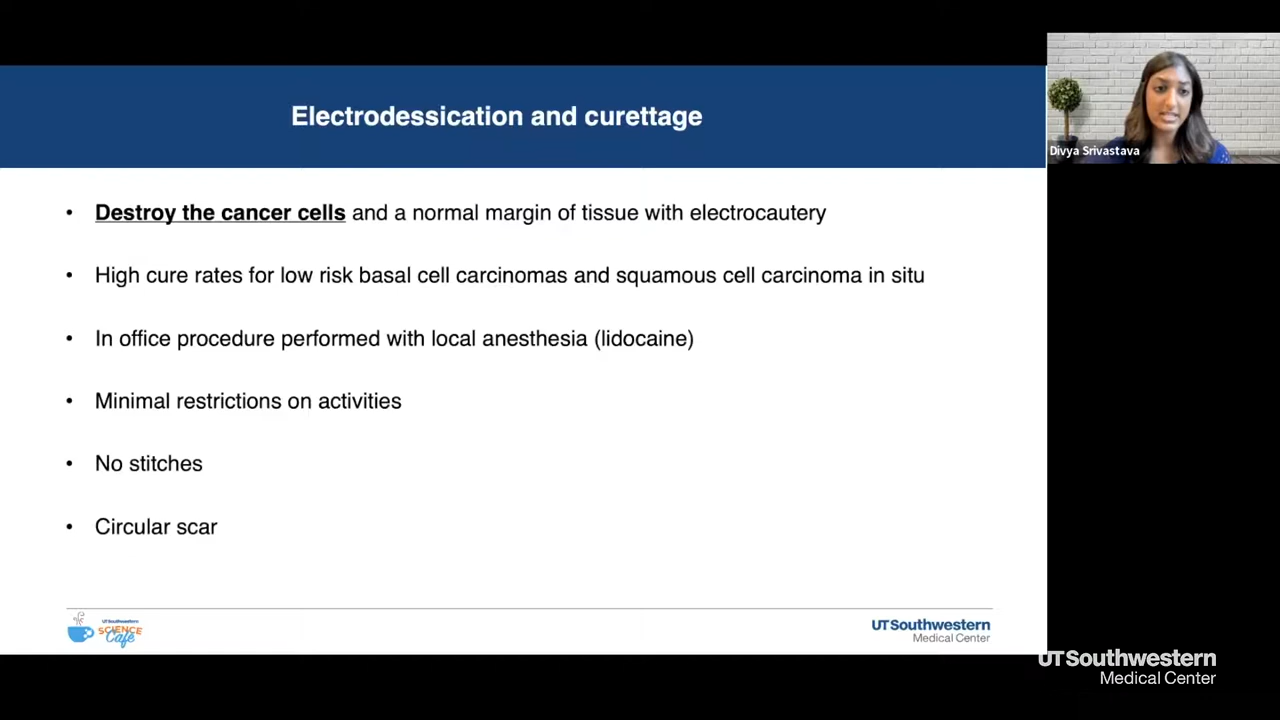 Electrodessication and curettage
Divya Srivastava
• Destroy the cancer cells and a normal margin of tissue with electrocautery
• High cure rates for low risk basal cell carcinomas and squamous cell carcinoma in situ
• In office procedure performed with local anesthesia (lidocaine)
• Minimal restrictions on activities
• No stitches
• Circular scar
UTSouthwestern
SCIENCE
Café
UTSouthwestern
Medical Center
UTSouthwestern
Medical Center